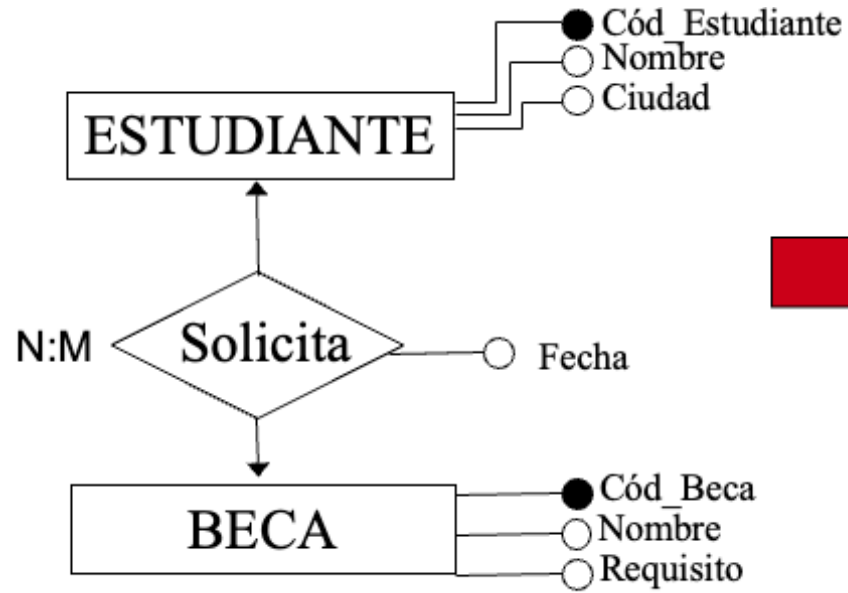 Cód_Estudiante
Nombre
Ciudad
ESTUDIANTE
N:M
Solicita
Fecha
BECA
Cód_Beca
Nombre
Requisito